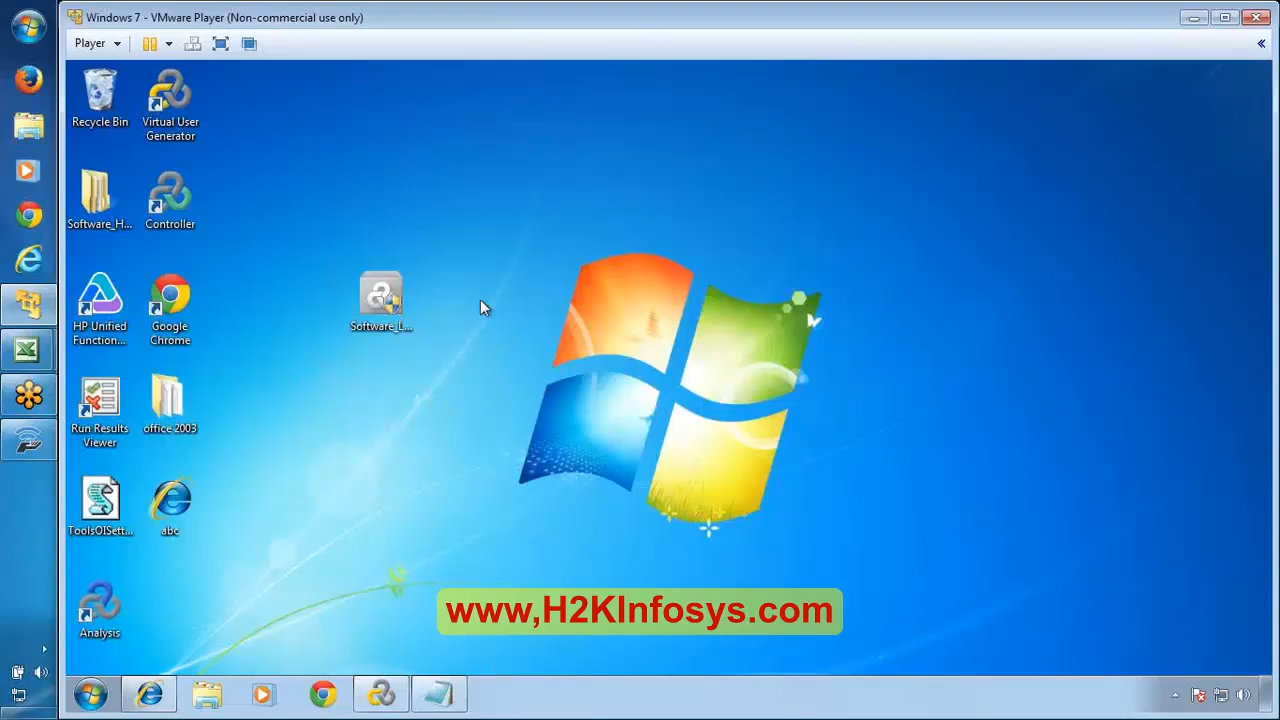 Windows 7 - VMware Player (Non-commercial use only)
Player
Recycle Bin
Virtual User
Generator
Software_H...
Controller
HP Unified
Function...
Google
Chrome
Software_L...
Run Results
Viewer
office 2003
ToolsOISett...
abc
Analysis
www,H2KInfosys.com